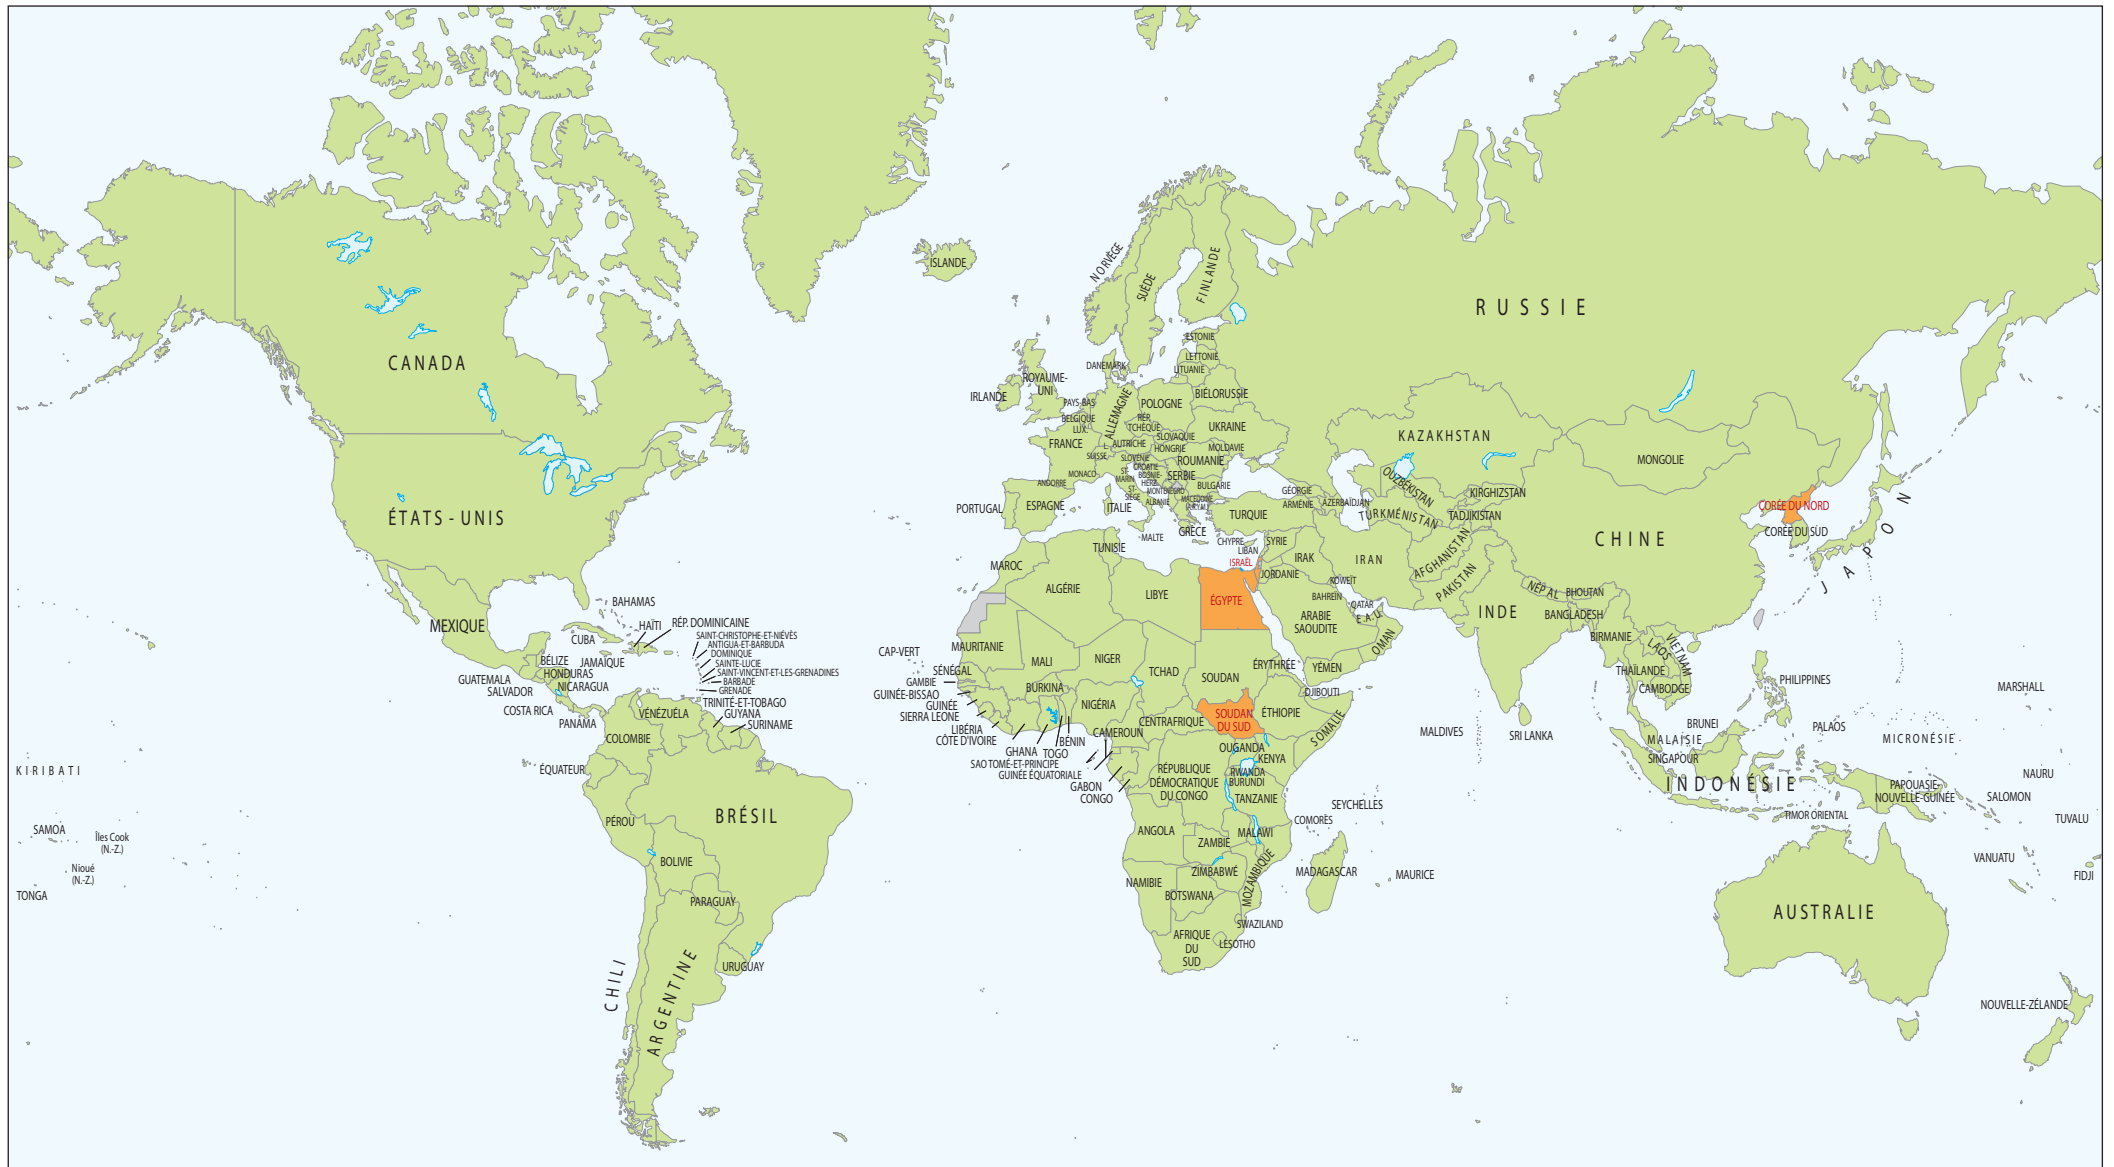 CANADA
ÉTATS-UNIS
MEXIQUE
BAHAMAS
HAÏTI
RÉP. DOMINICAINE
CUBA
SAINT-CHRISTOPHE-ET-NIÉVÈS
ANTIGUA-ET-BARBUDA
DOMINIQUE
SAINTE-LUCIE
SAINT-VINCENT-ET-LES-GRENADINES
BARBADE
GRENADE
TRINITÉ-ET-TOBAGO
JAMAÏQUE
BÉLIZE
HONDURAS
GUATEMALA
SALVADOR
NICARAGUA
COSTA RICA
PANAMA
VÉNÉZUÉLA
GUYANA
SURINAME
COLOMBIE
ÉQUATEUR
PÉROU
BRÉSIL
BOLIVIE
PARAGUAY
CHILI
ARGENTINE
URUGUAY
KIRIBATI
SAMOA
Îles Cook
(N.-Z.)
Nioué
(N.-Z.)
TONGA
ISLANDE
NORVÈGE
SUÈDE
FINLANDE
ESTONIE
LETTONIE
LITUANIE
DANEMARK
ROYAUME-
UNI
IRLANDE
PAYS-BAS
BELGIQUE
LUX.
ALLEMAGNE
POLOGNE
BIÉLORUSSIE
RÉP.
TCHÈQUE
SLOVAQUIE
UKRAINE
FRANCE
SUISSE
L.
AUTRICHE
HONGRIE
MOLDAVIE
SLOVÉNIE
CROATIE
ROUMANIE
BOSNIE
HERZ.
SERBIE
MONACO
ST-
MARIN
ST-
SIÈGE
MONTÉNÉGRO
BULGARIE
ANDORRE
ALBANIE
MACÉDOINE
PORTUGAL
ESPAGNE
ITALIE
GRÈCE
MALTE
TURQUIE
CHYPRE
SYRIE
LIBAN
ISRAËL
JORDANIE
IRAK
IRAN
KOWEÏT
BAHREIN
QATAR
E.A.U.
ARABIE
SAOUDITE
OMAN
YÉMEN
GÉORGIE
ARMÉNIE
AZERBAÏDJAN
RUSSIE
KAZAKHSTAN
OUZBÉKISTAN
TURKMÉNISTAN
KIRGHIZSTAN
TADJIKISTAN
AFGHANISTAN
PAKISTAN
MONGOLIE
CHINE
CORÉE DU NORD
CORÉE DU SUD
JAPON
INDE
NÉPAL
BHOUTAN
BANGLADESH
BIRMANIE
LAOS
VIETNAM
THAÏLANDE
CAMBODGE
MALDIVES
SRI LANKA
PHILIPPINES
BRUNEI
MALAISIE
SINGAPOUR
INDONÉSIE
TIMOR ORIENTAL
PALAOS
MICRONÉSIE
MARSHALL
NAURU
PAPOUASIE-
NOUVELLE-GUINÉE
SALOMON
TUVALU
VANUATU
FIDJI
AUSTRALIE
NOUVELLE-ZÉLANDE
MAROC
ALGÉRIE
TUNISIE
LIBYE
ÉGYPTE
CAP-VERT
MAURITANIE
MALI
NIGER
TCHAD
SOUDAN
ÉRYTHRÉE
DJIBOUTI
SÉNÉGAL
GAMBIE
GUINÉE-BISSAO
GUINÉE
SIERRA LEONE
LIBÉRIA
CÔTE D'IVOIRE
BURKINA
GHANA
TOGO
BÉNIN
NIGÉRIA
CAMEROUN
CENTRAFRIQUE
SOUDAN
DU SUD
ÉTHIOPIE
SOMALIE
SAO TOMÉ-ET-PRINCIPE
GUINÉE ÉQUATORIALE
GABON
CONGO
RÉPUBLIQUE
DÉMOCRATIQUE
DU CONGO
OUGANDA
KENYA
RWANDA
BURUNDI
TANZANIE
SEYCHELLES
COMORES
ANGOLA
ZAMBIE
MALAWI
MOZAMBIQUE
ZIMBABWÉ
MADAGASCAR
MAURICE
NAMIBIE
BOTSWANA
SWAZILAND
LESOTHO
AFRIQUE
DU
SUD